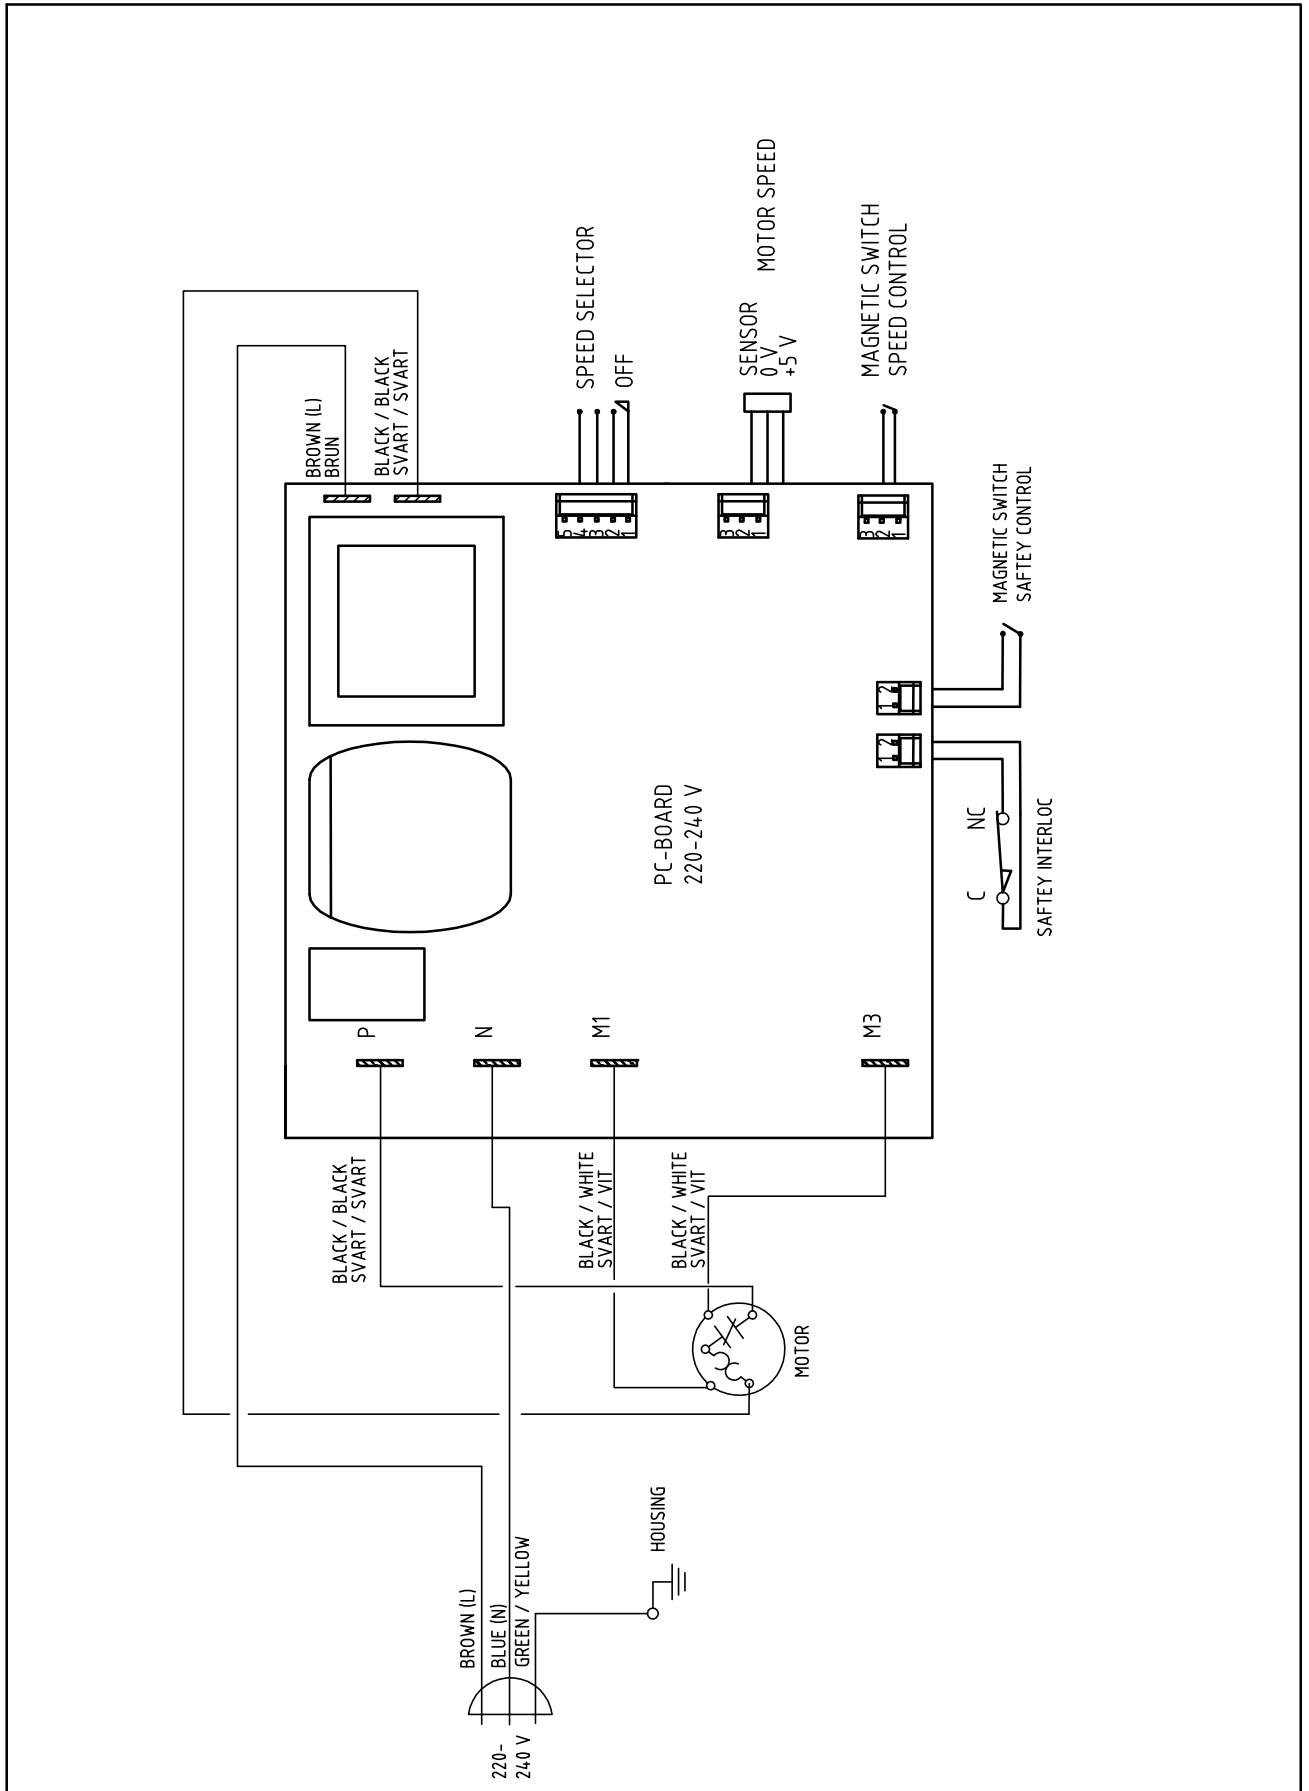 220-
240 V
BROWN (L)
BLUE (N)
GREEN / YELLOW
HOUSING
MOTOR
BLACK / BLACK
SVART / SVART
BLACK / WHITE
SVART / VIT
BLACK / WHITE
SVART / VIT
P
N
M1
M3
PC-BOARD
220-240 V
C
NC
SAFTEY INTERLOC
1 2
1 2
MAGNETIC SWITCH
SAFTEY CONTROL
BROWN (L)
BRUN
BLACK / BLACK
SVART / SVART
5
4
3
2
1
SPEED SELECTOR
OFF
3
2
1
SENSOR
0 V
+5 V
MOTOR SPEED
3
2
1
MAGNETIC SWITCH
SPEED CONTROL